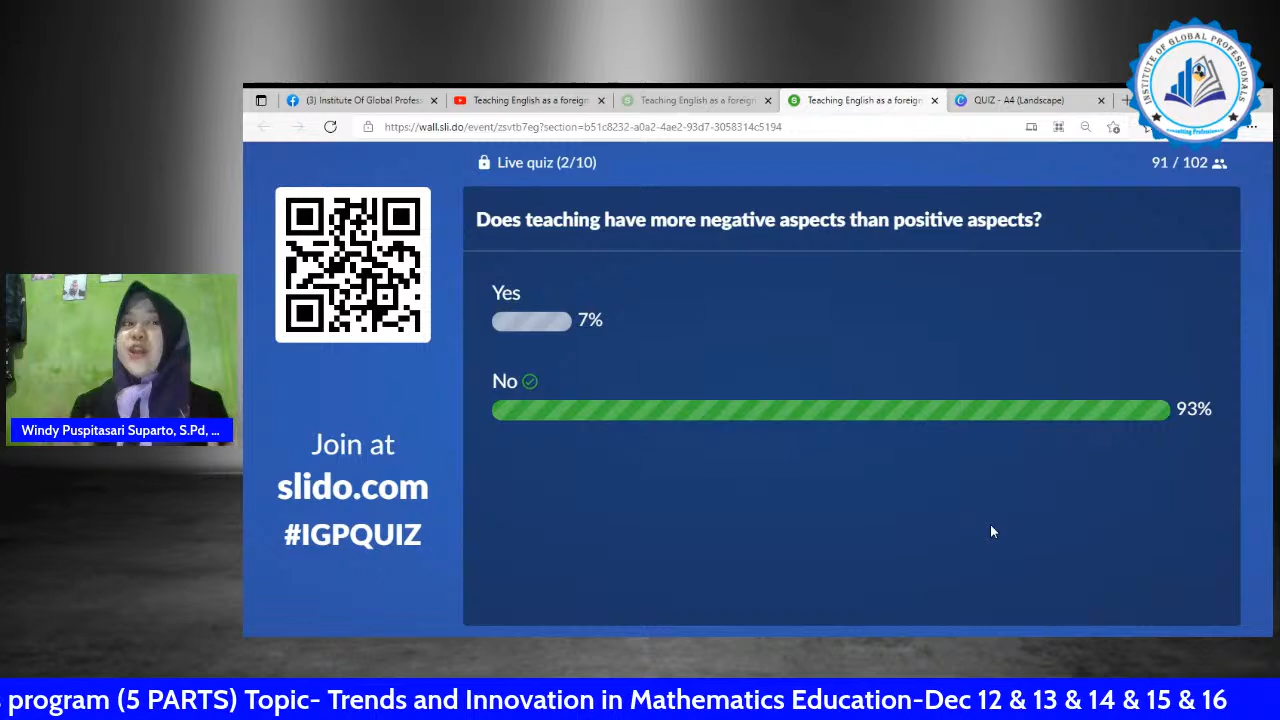 INSTITUTE OF GLOBAL PROFESSIONALS
(3) Institute Of Global Profes
Teaching English as a foreign
Teaching English as a foreign
Teaching English as a foreign
QUIZ - A4 (Landscape)
https://wall.sli.do/event/zsvtb7eg?section=b51c8232-a0a2-4ae2-93d7-3058314c5194
Live quiz (2/10)
91 / 102
Does teaching have more negative aspects than positive aspects?
Yes
7%
No
93%
Windy Puspitasari Suparto, S.Pd, ...
Join at
slido.com
#IGPQUIZ
program (5 PARTS) Topic- Trends and Innovation in Mathematics Education-Dec 12 & 13 & 14 & 15 & 16